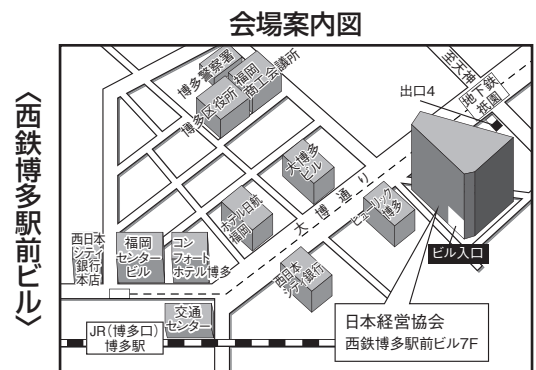 会場案内図
〈西鉄博多駅前ビル〉
博多警察署
福岡
商工会議所
博多区役所
至天神
地下鉄
祇園
出口4
大博多
ビル
大博通り
ホテル日航
福岡
ヒューリック
博多
西日本
シティ
銀行
本店
福岡
センター
ビル
コン
フォート
ホテル博多
西日本
シティ銀行
ビル入口
交通
センター
JR(博多口)
博多駅
日本経営協会
西鉄博多駅前ビル7F